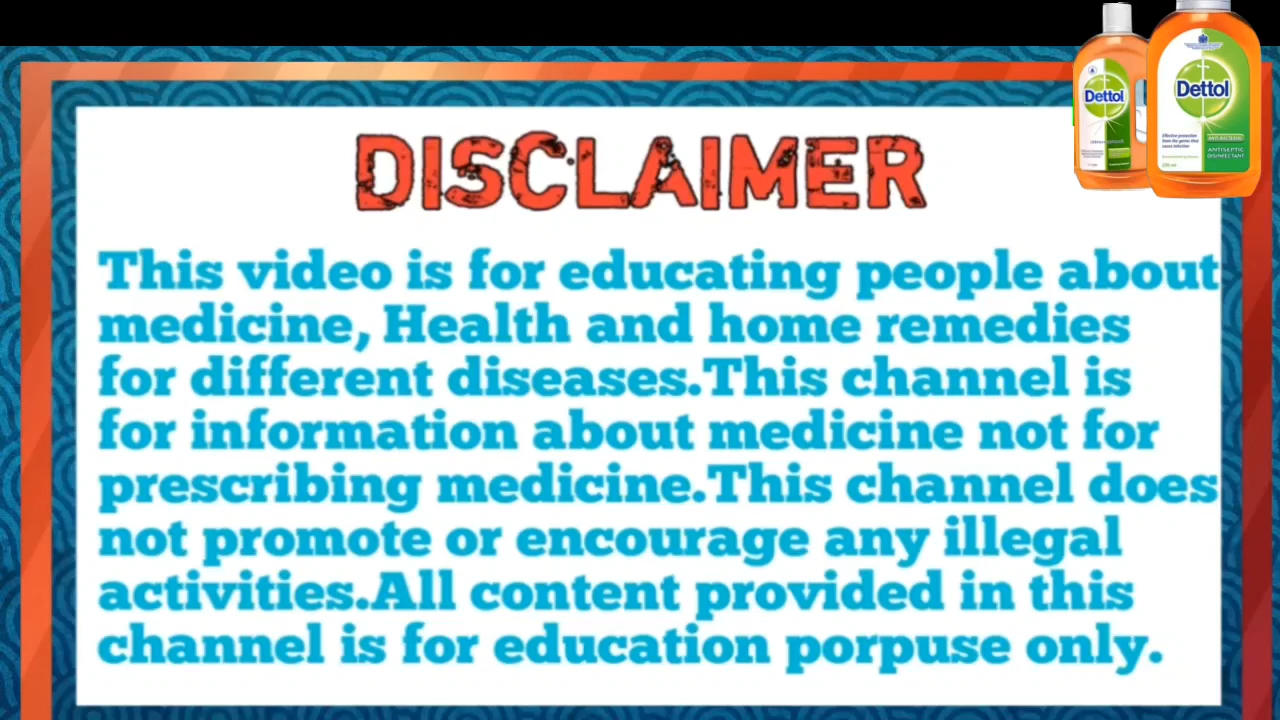 DISCLAIMER
This video is for educating people about
medicine, Health and home remedies
for different diseases.This channel is
for information about medicine not for
prescribing medicine.This channel does
not promote or encourage any illegal
activities.All content provided in this
channel is for education porpuse only.
Dettol
Dettol
ANTISEPTIC
DISINFECTANT